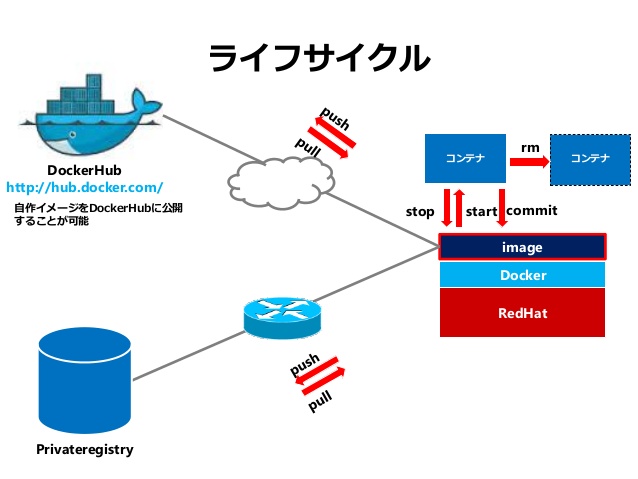 ライフサイクル
push
pull
DockerHub
http://hub.docker.com/
自作イメージをDockerHubに公開
することが可能
コンテナ
rm
コンテナ
stop
start
commit
image
Docker
RedHat
push
pull
Privateregistry